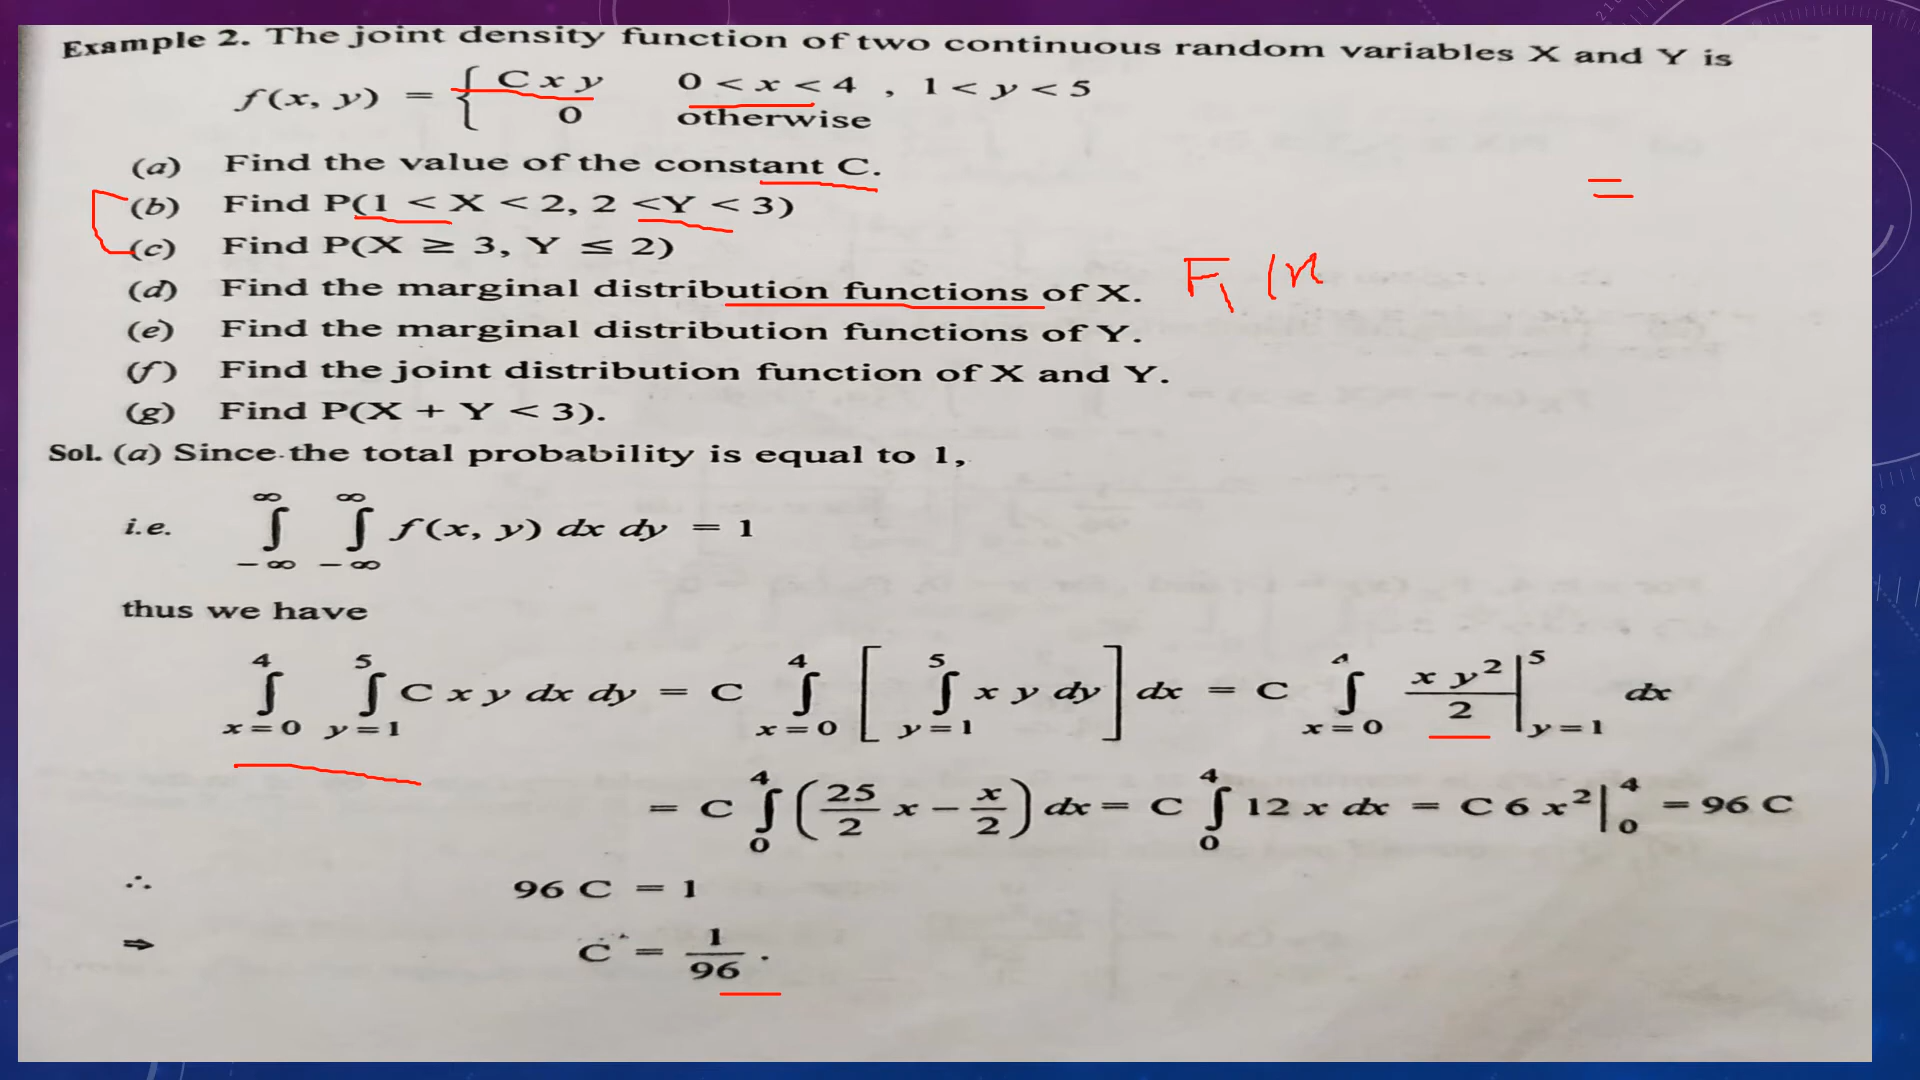 Example 2. The joint density function of two continuous random variables X and Y is
f(x, y) = { C x y 0 < x < 4 , 1 < y < 5
0 otherwise
(a) Find the value of the constant C.
(b) Find P(1 < X < 2, 2 < Y < 3)
(c) Find P(X ≥ 3, Y ≤ 2)
(d) Find the marginal distribution functions of X. F₁ (x
(e) Find the marginal distribution functions of Y.
(f) Find the joint distribution function of X and Y.
(g) Find P(X + Y < 3).
Sol. (a) Since the total probability is equal to 1,
i.e. ∫_{-∞}^{∞} ∫_{-∞}^{∞} f(x, y) dx dy = 1
thus we have
∫_{x=0}^{4} ∫_{y=1}^{5} C x y dx dy = C ∫_{x=0}^{4} [ ∫_{y=1}^{5} x y dy ] dx = C ∫_{x=0}^{4} x y²/2 |_{y=1}^{5} dx
= C ∫_{0}^{4} (25/2 x − x/2) dx = C ∫_{0}^{4} 12 x dx = C 6 x² |_{0}^{4} = 96 C
∴ 96 C = 1
⇒ C = 1/96 .